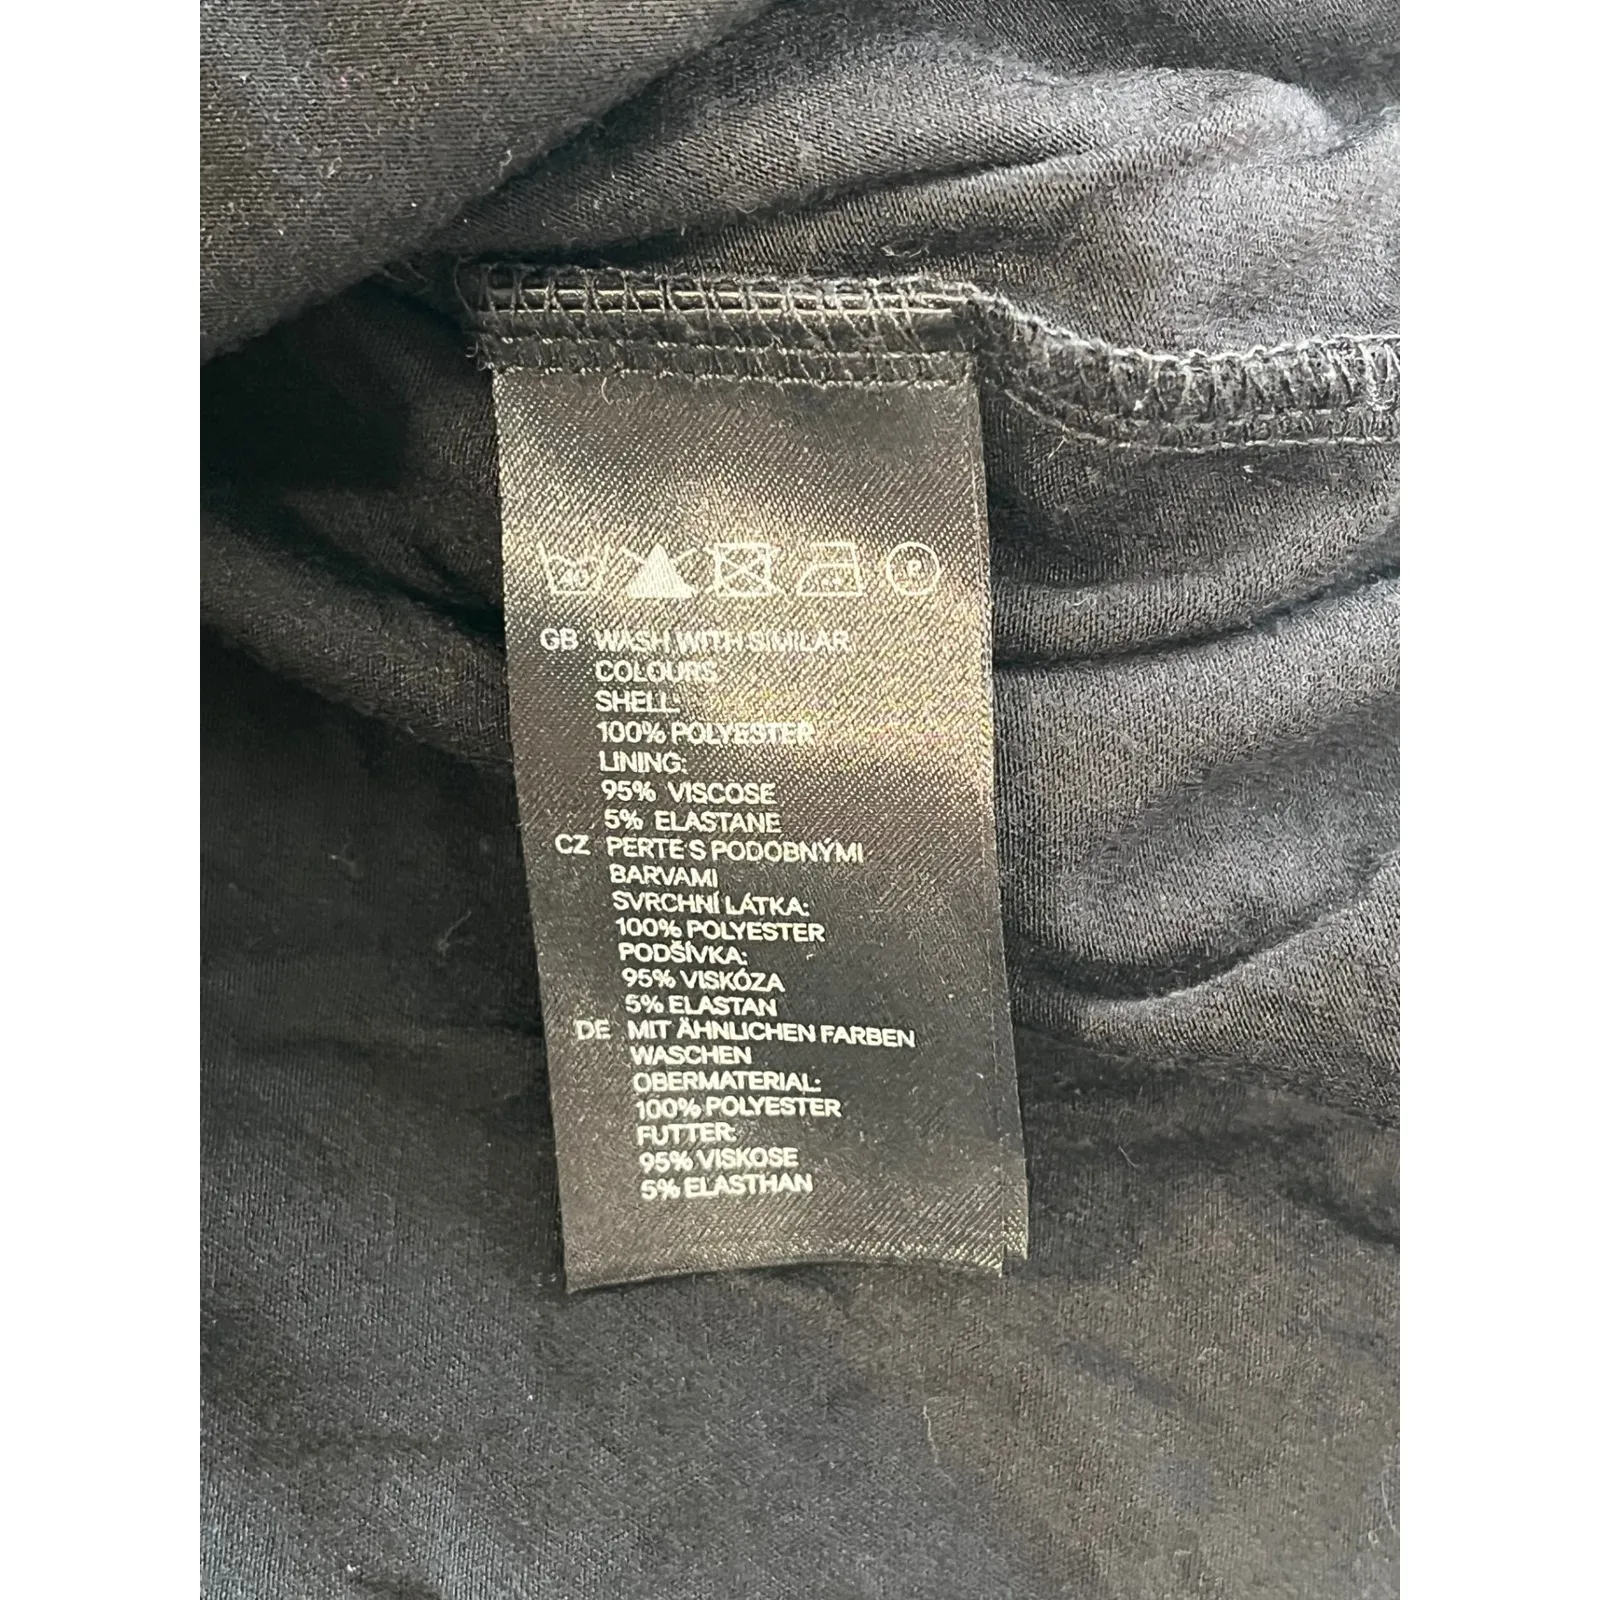 40
P
GB WASH WITH SIMILAR
COLOURS
SHELL:
100% POLYESTER
LINING:
95% VISCOSE
5% ELASTANE
CZ PERTE S PODOBNÝMI
BARVAMI
SVRCHNÍ LÁTKA:
100% POLYESTER
PODŠÍVKA:
95% VISKÓZA
5% ELASTAN
DE MIT ÄHNLICHEN FARBEN
WASCHEN
OBERMATERIAL:
100% POLYESTER
FUTTER:
95% VISKOSE
5% ELASTHAN